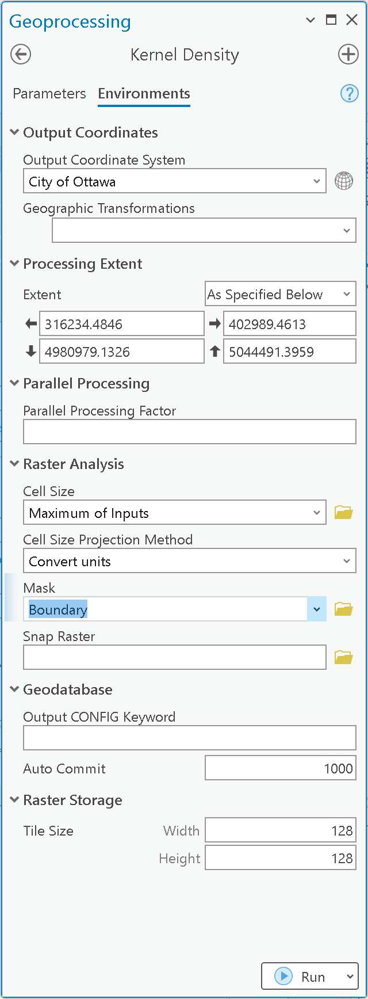 Geoprocessing
Kernel Density
Parameters Environments
?
Output Coordinates
Output Coordinate System
City of Ottawa
Geographic Transformations
Processing Extent
Extent As Specified Below
316234.4846 402989.4613
4980979.1326 5044491.3959
Parallel Processing
Parallel Processing Factor
Raster Analysis
Cell Size
Maximum of Inputs
Cell Size Projection Method
Convert units
Mask
Boundary
Snap Raster
Geodatabase
Output CONFIG Keyword
Auto Commit 1000
Raster Storage
Tile Size Width 128
Height 128
Run